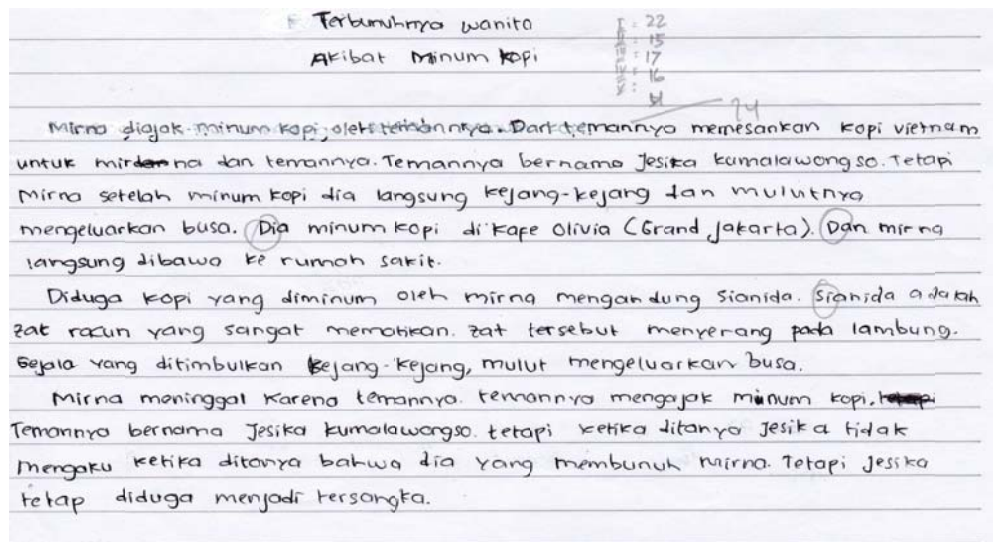 Terbunuhnya wanita
Akibat Minum kopi
I : 22
II : 15
III : 17
IV : 16
V :
74
Mirna diajak minum kopi oleh temannya. Dari temannya memesankan kopi vietnam
untuk mirna dan temannya. Temannya bernama Jesika kumalawongso. Tetapi
Mirna setelah minum kopi dia langsung kejang-kejang dan mulutnya
mengeluarkan busa. Dia minum kopi di kafe Olivia (Grand Jakarta). Dan mirna
langsung dibawa ke rumah sakit.
Diduga kopi yang diminum oleh mirna mengandung Sianida. Sianida adalah
zat racun yang sangat mematikan. zat tersebut menyerang pada lambung.
Gejala yang ditimbulkan kejang-kejang, mulut mengeluarkan busa.
Mirna meninggal karena temannya. temannya mengajak minum kopi.
Temannya bernama Jesika kumalawongso. tetapi ketika ditanya Jesika tidak
mengaku ketika ditanya bahwa dia yang membunuh mirna. Tetapi Jesika
tetap diduga menjadi tersangka.